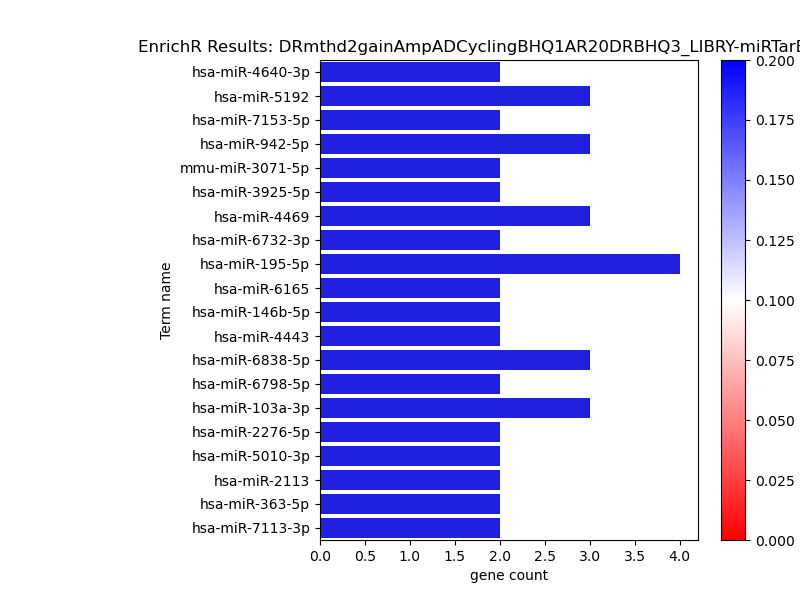 EnrichR Results: DRmthd2gainAmpADCyclingBHQ1AR20DRBHQ3_LIBRY-miRTarB
hsa-miR-4640-3p
hsa-miR-5192
hsa-miR-7153-5p
hsa-miR-942-5p
mmu-miR-3071-5p
hsa-miR-3925-5p
hsa-miR-4469
hsa-miR-6732-3p
hsa-miR-195-5p
hsa-miR-6165
hsa-miR-146b-5p
hsa-miR-4443
hsa-miR-6838-5p
hsa-miR-6798-5p
hsa-miR-103a-3p
hsa-miR-2276-5p
hsa-miR-5010-3p
hsa-miR-2113
hsa-miR-363-5p
hsa-miR-7113-3p
Term name
0.0 0.5 1.0 1.5 2.0 2.5 3.0 3.5 4.0
gene count
0.200
0.175
0.150
0.125
0.100
0.075
0.050
0.025
0.000